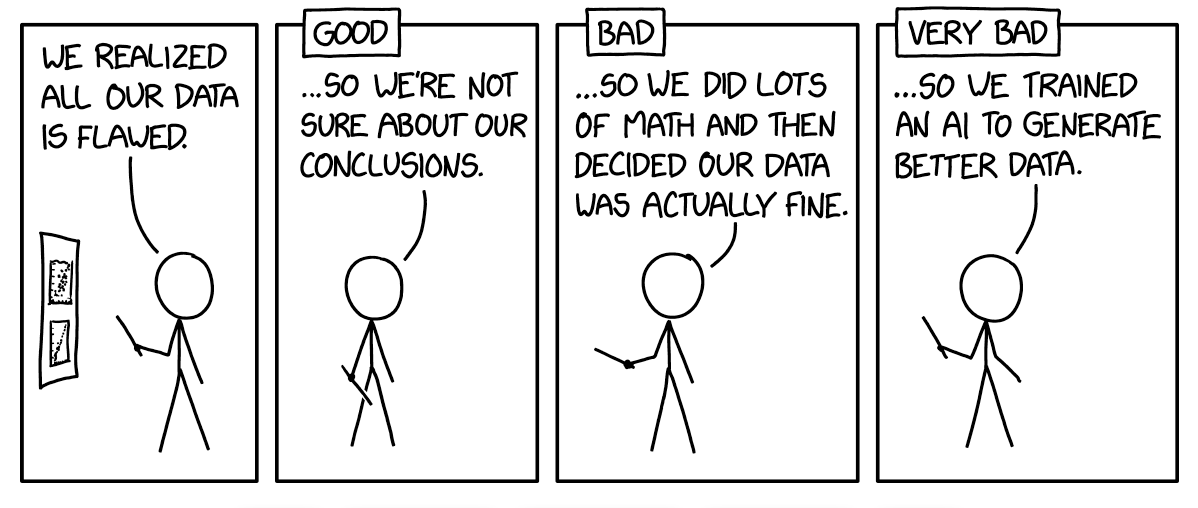 WE REALIZED
ALL OUR DATA
IS FLAWED.
GOOD
...SO WE'RE NOT
SURE ABOUT OUR
CONCLUSIONS.
BAD
...SO WE DID LOTS
OF MATH AND THEN
DECIDED OUR DATA
WAS ACTUALLY FINE.
VERY BAD
...SO WE TRAINED
AN AI TO GENERATE
BETTER DATA.